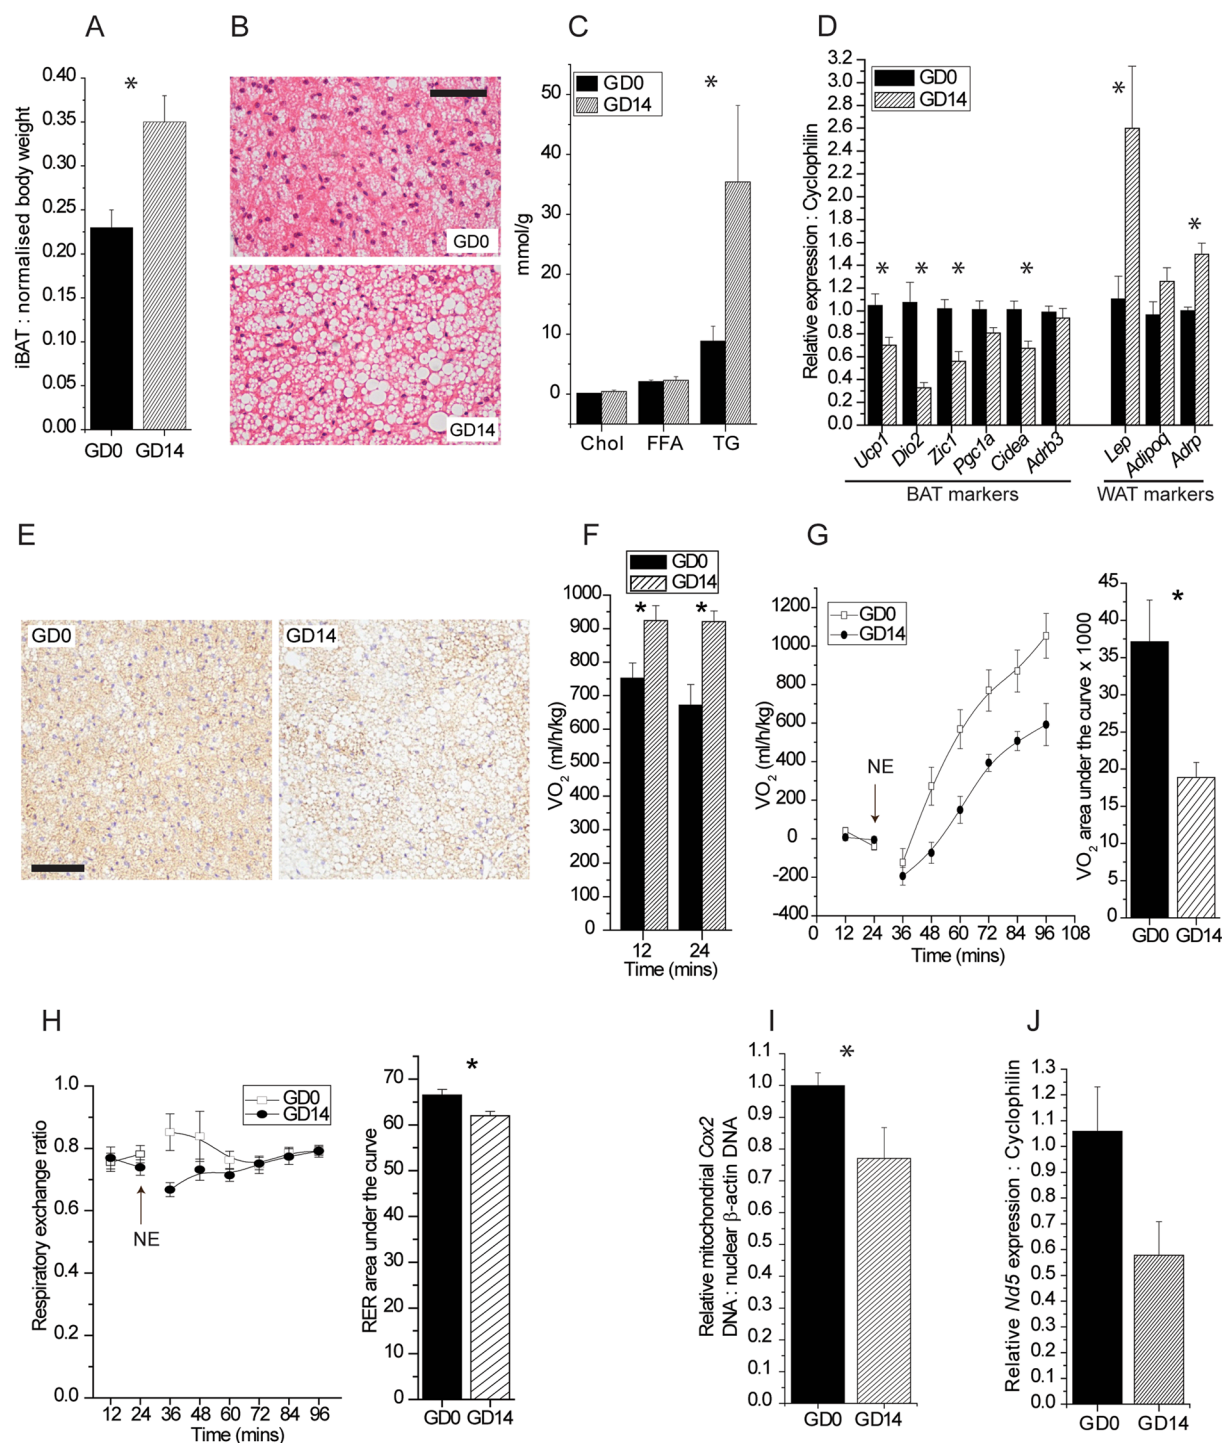 A
iBAT : normalised body weight
0.40
0.35
0.30
0.25
0.20
0.15
0.10
0.05
0.00
*
GD0 GD14
B
GD0
GD14
C
GD0
GD14
*
mmol/g
50
40
30
20
10
0
Chol FFA TG
D
GD0
GD14
Relative expression : Cyclophilin
3.2
3.0
2.8
2.6
2.4
2.2
2.0
1.8
1.6
1.4
1.2
1.0
0.8
0.6
0.4
0.2
0.0
* * * * * *
Ucp1 Dio2 Zic1 Pgc1a Cidea Adrb3 Lep Adipoq Adrp
BAT markers WAT markers
E
GD0 GD14
F
GD0
GD14
VO2 (ml/h/kg)
1000
900
800
700
600
500
400
300
200
100
0
* *
12 24
Time (mins)
G
GD0
GD14
VO2 (ml/h/kg)
1200
1000
800
600
400
200
0
-200
-400
NE
0 12 24 36 48 60 72 84 96 108
Time (mins)
VO2 area under the curve x 1000
45
40
35
30
25
20
15
10
5
0
*
GD0 GD14
H
GD0
GD14
Respiratory exchange ratio
1.0
0.8
0.6
0.4
0.2
0.0
NE
12 24 36 48 60 72 84 96
Time (mins)
RER area under the curve
70
60
50
60
60
20
10
0
*
GD0 GD14
I
Relative mitochondrial Cox2
DNA : nuclear β-actin DNA
1.1
1.0
0.9
0.8
0.7
0.6
0.5
0.4
0.3
0.2
0.1
0.0
*
GD0 GD14
J
Relative Nd5 expression : Cyclophilin
1.3
1.2
1.1
1.0
0.9
0.8
0.7
0.6
0.5
0.4
0.3
0.2
0.1
0.0
GD0 GD14